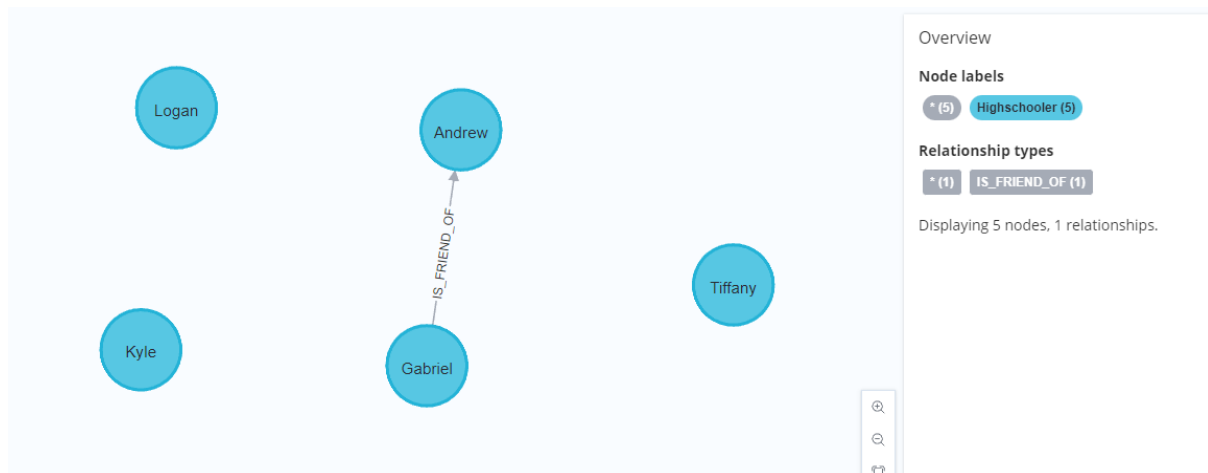 Logan
Andrew
IS_FRIEND_OF
Tiffany
Kyle
Gabriel
Overview
Node labels
* (5) Highschooler (5)
Relationship types
* (1) IS_FRIEND_OF (1)
Displaying 5 nodes, 1 relationships.